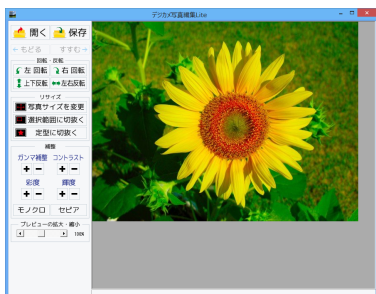 デジカメ写真編集Lite
開く 保存
←もどる すすむ→
回転・反転
左 回転 右 回転
上下反転 左右反転
リサイズ
写真サイズを変更
選択範囲に切抜く
定型に切抜く
補整
ガンマ補整 コントラスト
+ - + -
彩度 輝度
+ - + -
モノクロ セピア
プレビューの拡大・縮小
100%